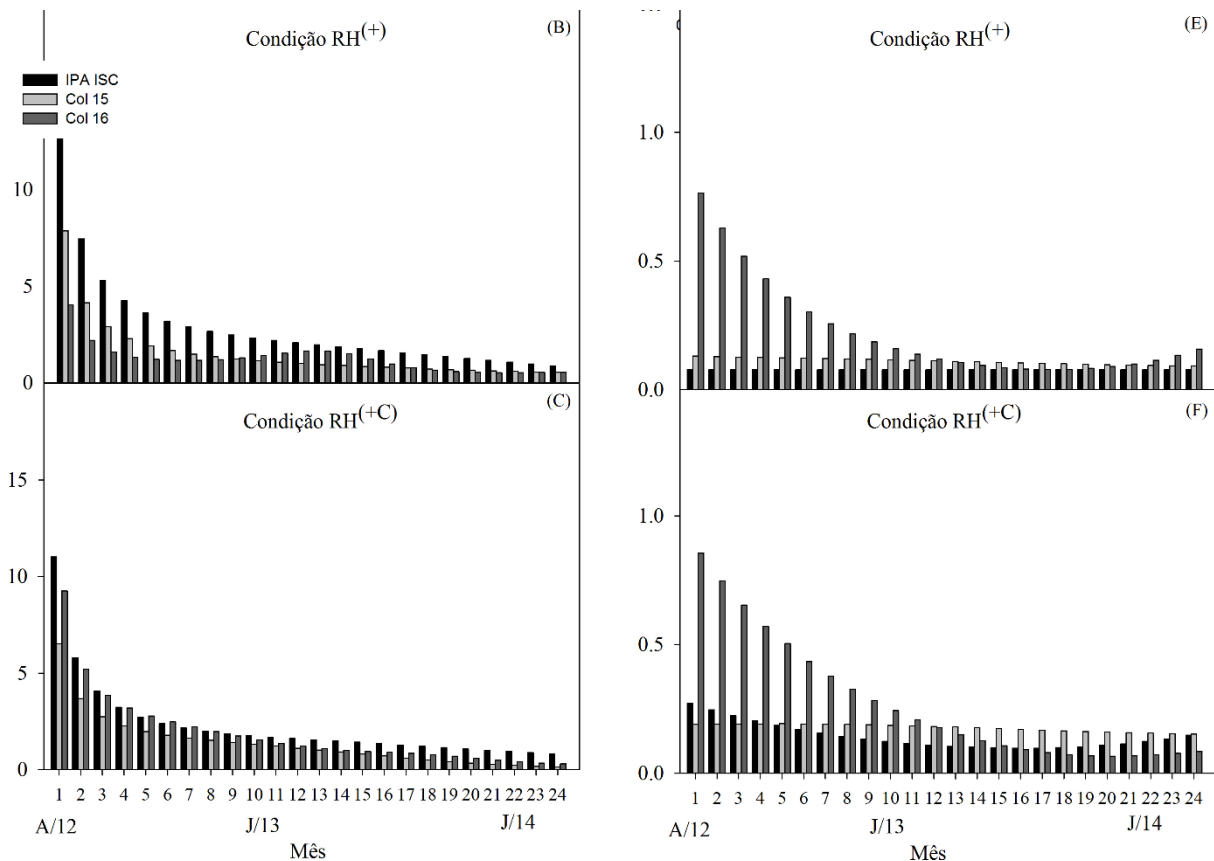 (B)
Condição RH(+)
IPA ISC
Col 15
Col 16
10
5
0
(C)
Condição RH(+C)
15
10
5
0
1 2 3 4 5 6 7 8 9 10 11 12 13 14 15 16 17 18 19 20 21 22 23 24
A/12 J/13 J/14
Mês
(E)
Condição RH(+)
1.0
0.5
0.0
(F)
Condição RH(+C)
1.0
0.5
0.0
1 2 3 4 5 6 7 8 9 10 11 12 13 14 15 16 17 18 19 20 21 22 23 24
A/12 J/13 J/14
Mês